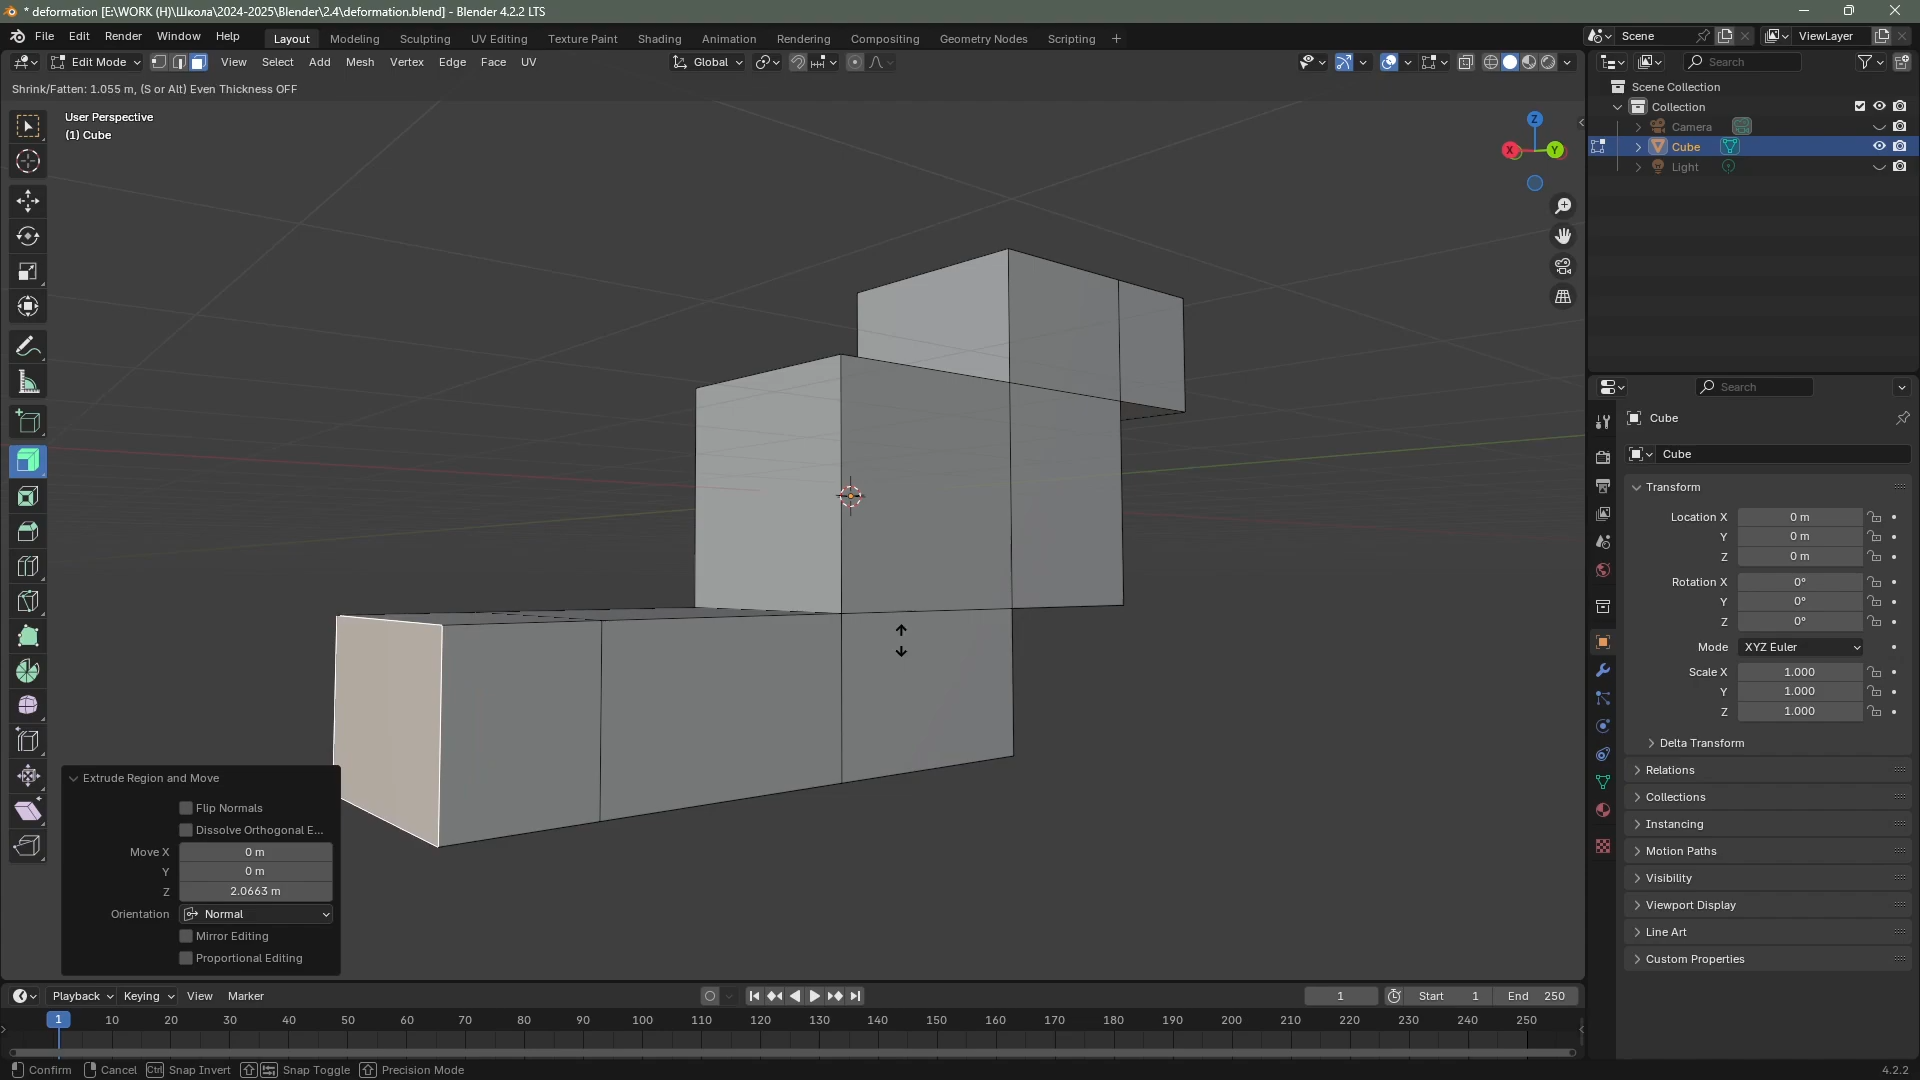 * deformation [E:\WORK (H)\Школа\2024-2025\Blender\2.4\deformation.blend] - Blender 4.2.2 LTS
File Edit Render Window Help Layout Modeling Sculpting UV Editing Texture Paint Shading Animation Rendering Compositing Geometry Nodes Scripting + Scene ViewLayer
Edit Mode View Select Add Mesh Vertex Edge Face UV Global Search
Shrink/Fatten: 1.055 m, (S or Alt) Even Thickness OFF
User Perspective
(1) Cube
Z
X
Y
Scene Collection
Collection
Camera
Cube
Light
Search
Cube
Cube
Transform
Location X 0 m
Y 0 m
Z 0 m
Rotation X 0°
Y 0°
Z 0°
Mode XYZ Euler
Scale X 1.000
Y 1.000
Z 1.000
Delta Transform
Relations
Collections
Instancing
Motion Paths
Visibility
Viewport Display
Line Art
Custom Properties
Extrude Region and Move
Flip Normals
Dissolve Orthogonal E...
Move X 0 m
Y 0 m
Z 2.0663 m
Orientation Normal
Mirror Editing
Proportional Editing
Playback Keying View Marker 1 Start 1 End 250
1 10 20 30 40 50 60 70 80 90 100 110 120 130 140 150 160 170 180 190 200 210 220 230 240 250
Confirm Cancel Ctrl Snap Invert Snap Toggle Precision Mode 4.2.2